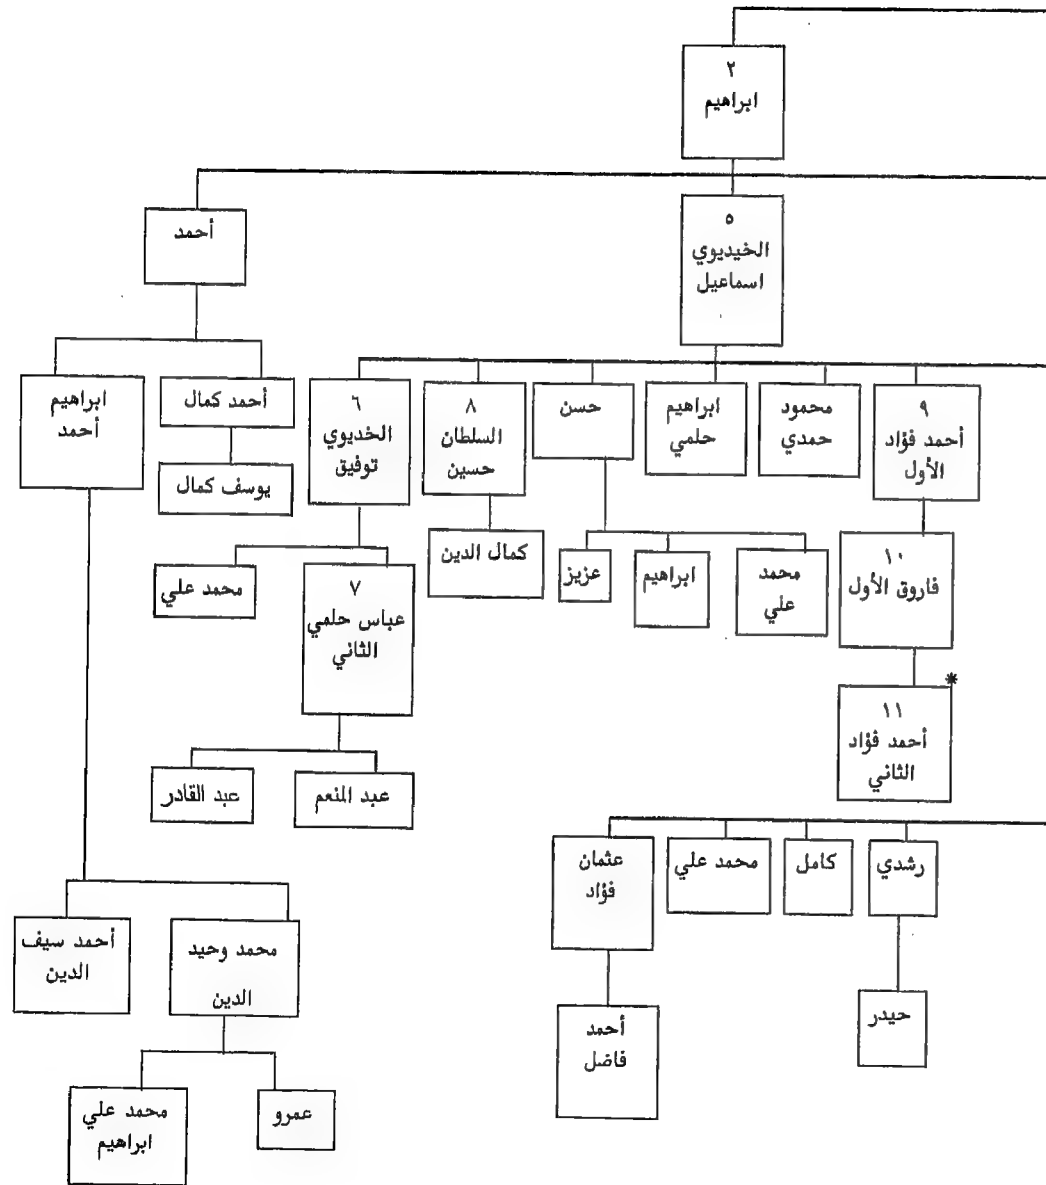 ٢
ابراهيم
٥
الخيديوي
اسماعيل
أحمد
٩
أحمد فؤاد
الأول
محمود
حمدي
ابراهيم
حلمي
حسن
٨
السلطان
حسين
٦
الخديوي
توفيق
أحمد كمال
ابراهيم
أحمد
يوسف كمال
١٠
فاروق الأول
محمد
علي
ابراهيم
عزيز
كمال الدين
٧
عباس حلمي
الثاني
محمد علي
*
١١
أحمد فؤاد
الثاني
عبد المنعم
عبد القادر
رشدي
كامل
محمد علي
عثمان
فؤاد
محمد وحيد
الدين
أحمد سيف
الدين
حيدر
أحمد
فاضل
عمرو
محمد علي
ابراهيم